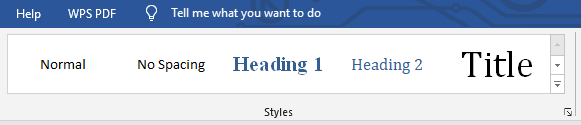 Help WPS PDF Tell me what you want to do
Normal No Spacing Heading 1 Heading 2 Title
Styles